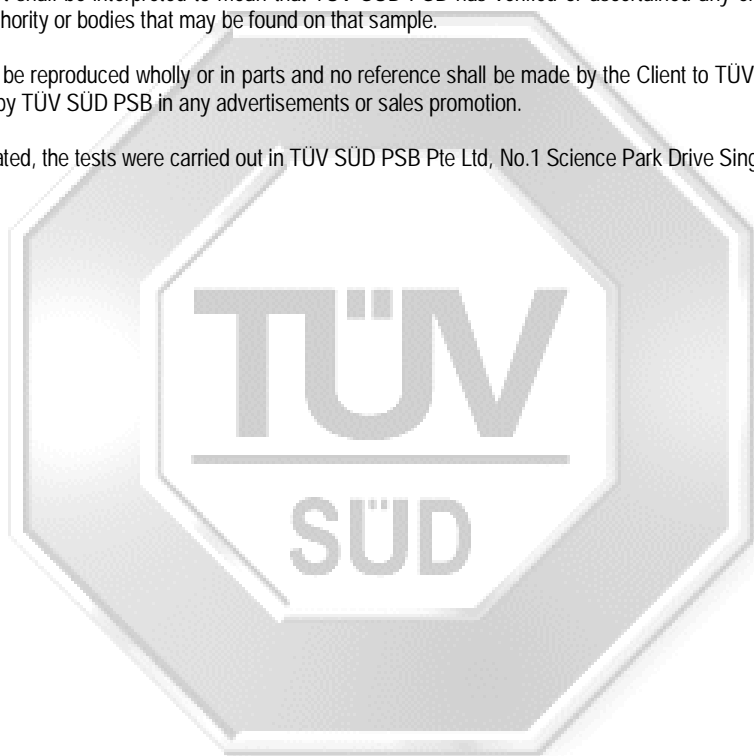 hority or bodies that may be found on that sample.
be reproduced wholly or in parts and no reference shall be made by the Client to TÜV
by TÜV SÜD PSB in any advertisements or sales promotion.
ated, the tests were carried out in TÜV SÜD PSB Pte Ltd, No.1 Science Park Drive Sing
TÜV
SÜD